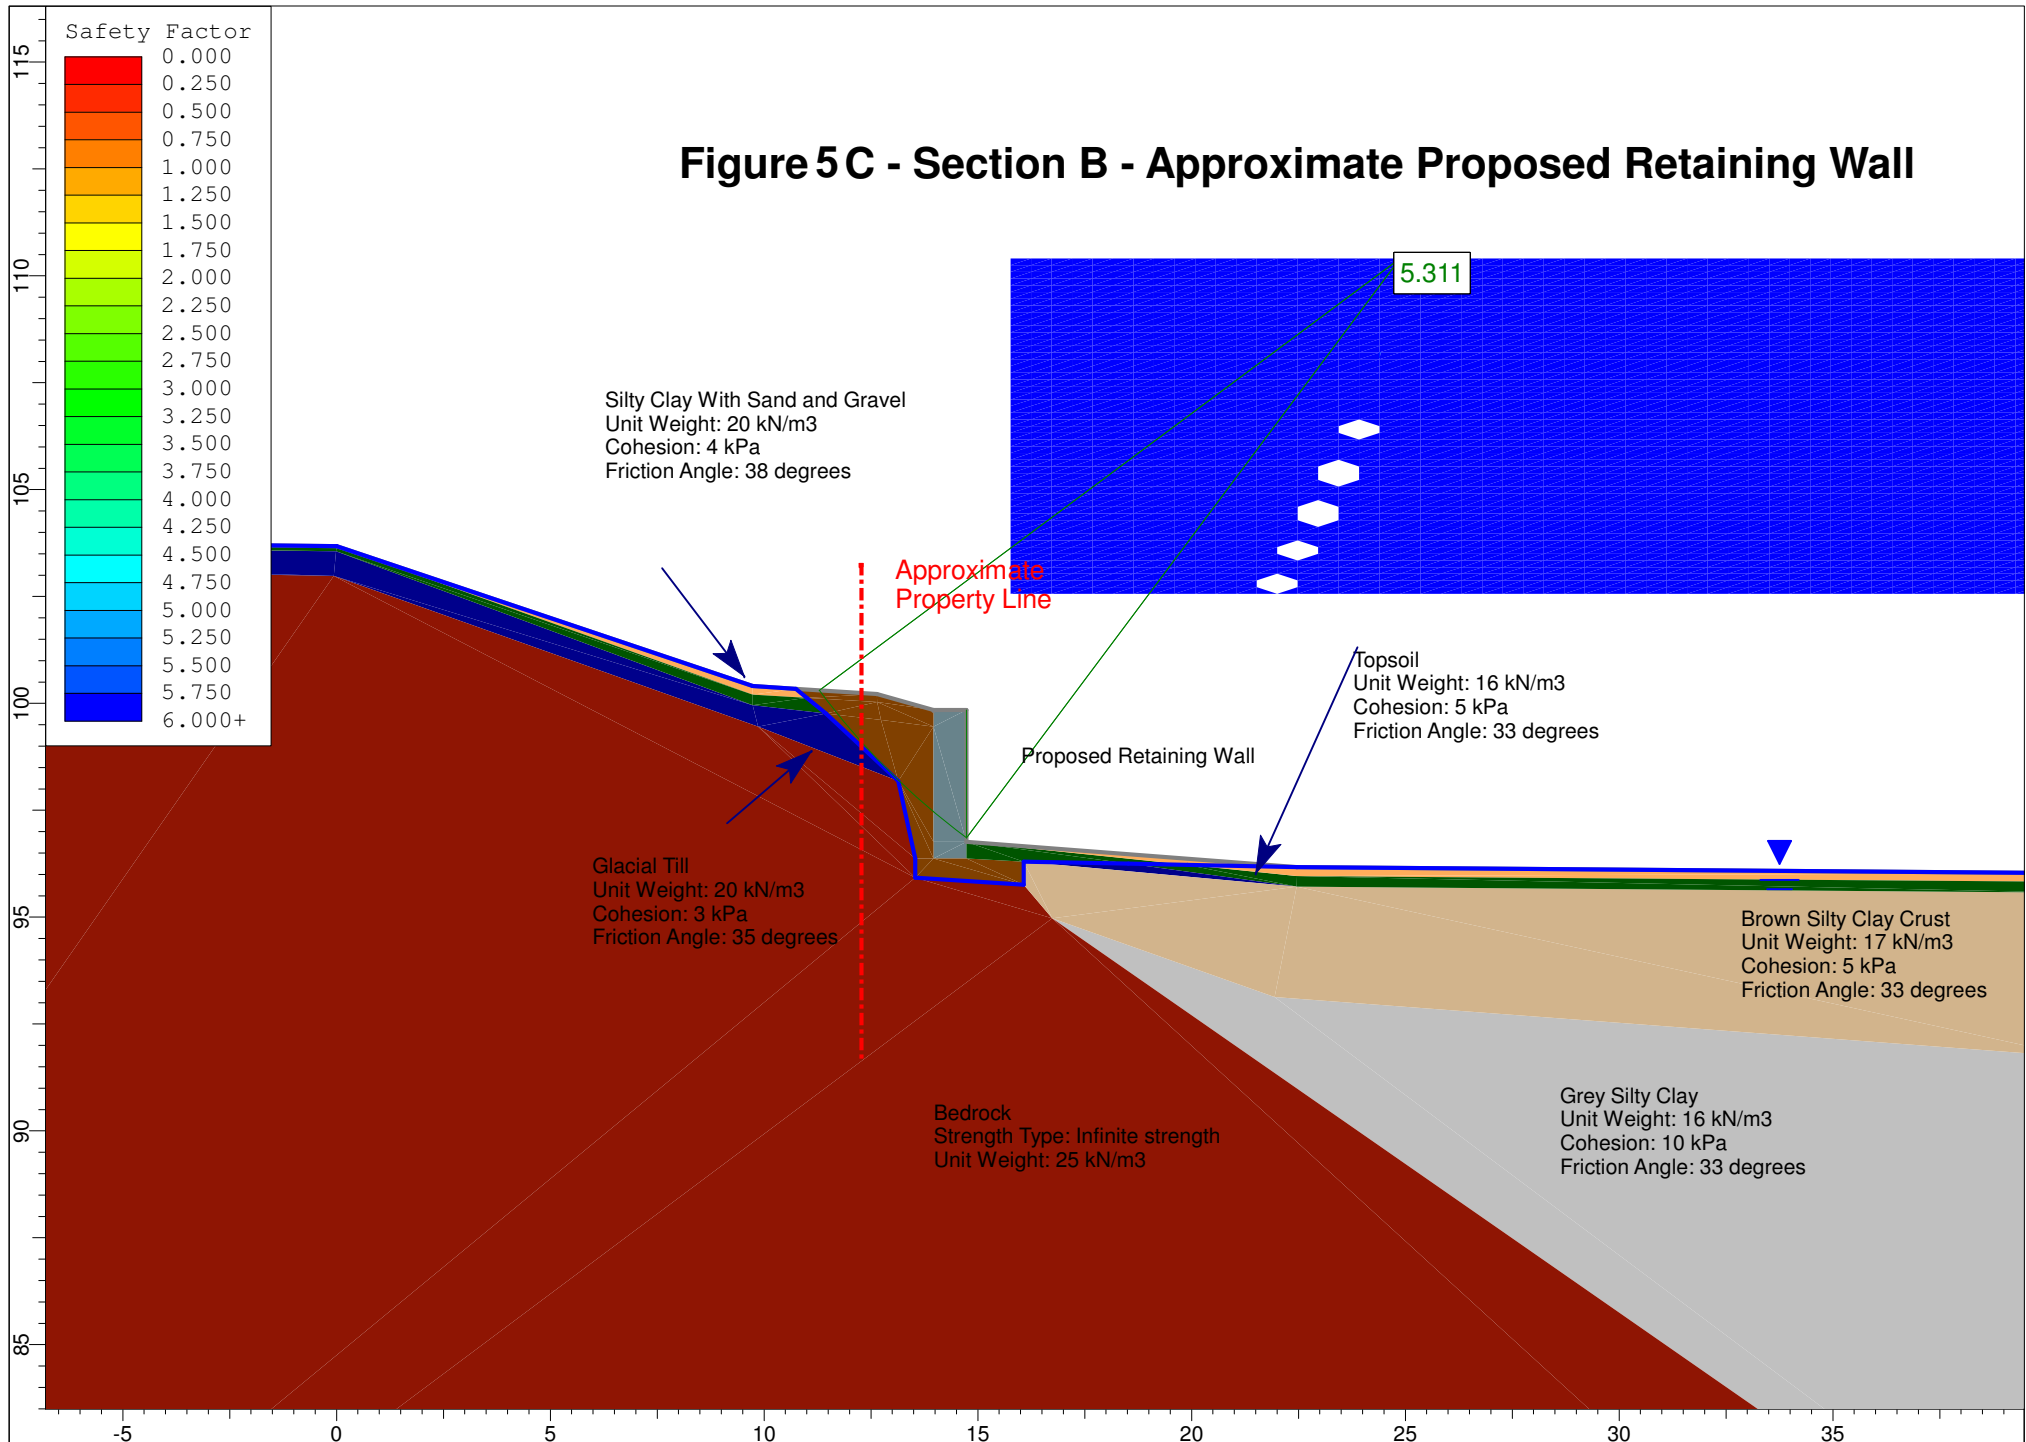 Safety Factor
0.000
0.250
0.500
0.750
1.000
1.250
1.500
1.750
2.000
2.250
2.500
2.750
3.000
3.250
3.500
3.750
4.000
4.250
4.500
4.750
5.000
5.250
5.500
5.750
6.000+
Figure 5 C - Section B - Approximate Proposed Retaining Wall
5.311
Silty Clay With Sand and Gravel
Unit Weight: 20 kN/m3
Cohesion: 4 kPa
Friction Angle: 38 degrees
Approximate
Property Line
Topsoil
Unit Weight: 16 kN/m3
Cohesion: 5 kPa
Friction Angle: 33 degrees
Proposed Retaining Wall
Glacial Till
Unit Weight: 20 kN/m3
Cohesion: 3 kPa
Friction Angle: 35 degrees
Brown Silty Clay Crust
Unit Weight: 17 kN/m3
Cohesion: 5 kPa
Friction Angle: 33 degrees
Grey Silty Clay
Unit Weight: 16 kN/m3
Cohesion: 10 kPa
Friction Angle: 33 degrees
Bedrock
Strength Type: Infinite strength
Unit Weight: 25 kN/m3
115
110
105
100
95
90
85
-5
0
5
10
15
20
25
30
35